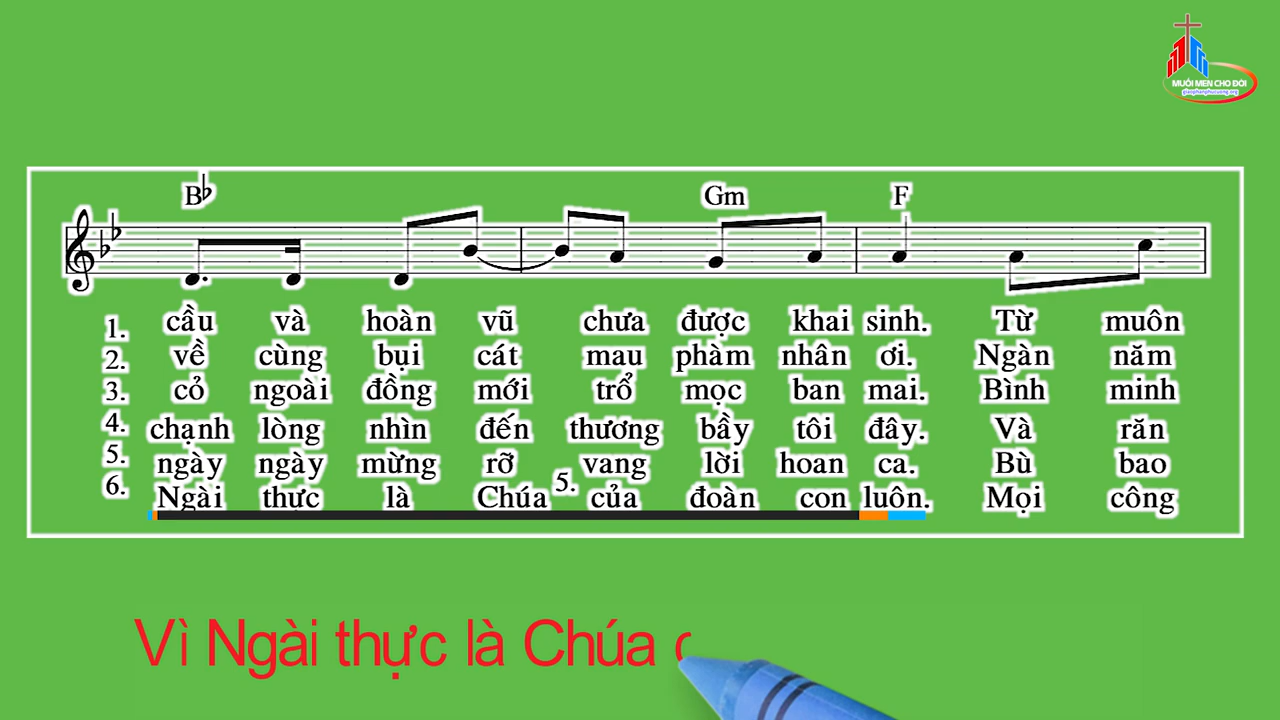 MUỐI MEN CHO ĐỜI
giaophanphucuong.org
B♭ Gm F
1. cầu và hoàn vũ chưa được khai sinh. Từ muôn
2. về cùng bụi cát mau phàm nhân ơi. Ngàn năm
3. cỏ ngoài đồng mới trổ mọc ban mai. Bình minh
4. chạnh lòng nhìn đến thương bầy tôi đây. Và răn
5. ngày ngày mừng rỡ vang lời hoan ca. Bù bao
6. Ngài thực là Chúa 5. của đoàn con luôn. Mọi công
Vì Ngài thực là Chúa c